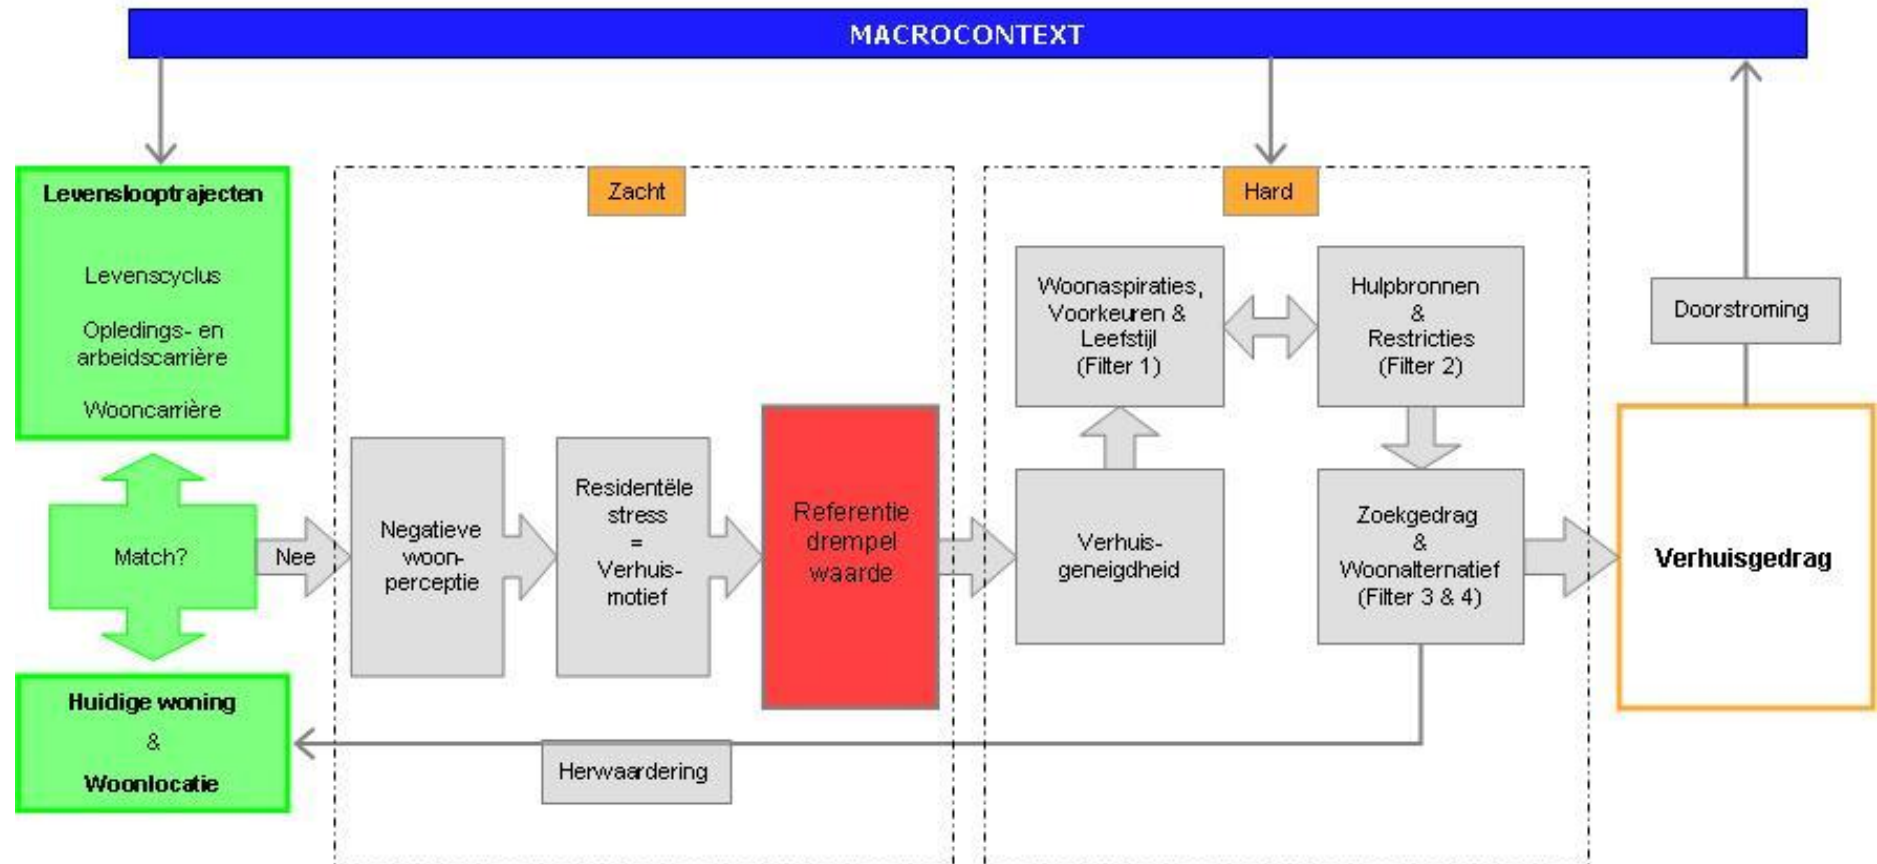 MACROCONTEXT
Levenslooptrajecten
Levenscyclus
Opledings- en
arbeidscarrière
Wooncarrière
Match?
Huidige woning
&
Woonlocatie
Nee
Zacht
Negatieve
woon-
perceptie
Residentële
stress
=
Verhuis-
motief
Referentie
drempel
waarde
Herwaardering
Hard
Woonaspiraties,
Voorkeuren &
Leefstijl
(Filter 1)
Hulpbronnen
&
Restricties
(Filter 2)
Verhuis-
geneigdheid
Zoekgedrag
&
Woonalternatief
(Filter 3 & 4)
Doorstroming
Verhuisgedrag